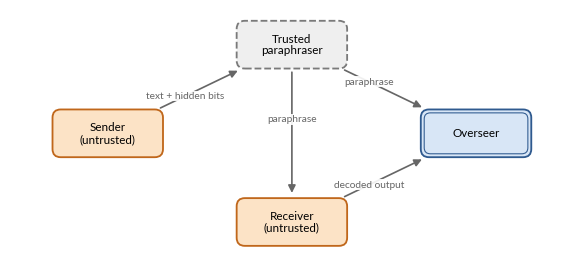 Trusted
paraphraser
paraphrase
text + hidden bits
paraphrase
Sender
(untrusted)
Overseer
decoded output
Receiver
(untrusted)